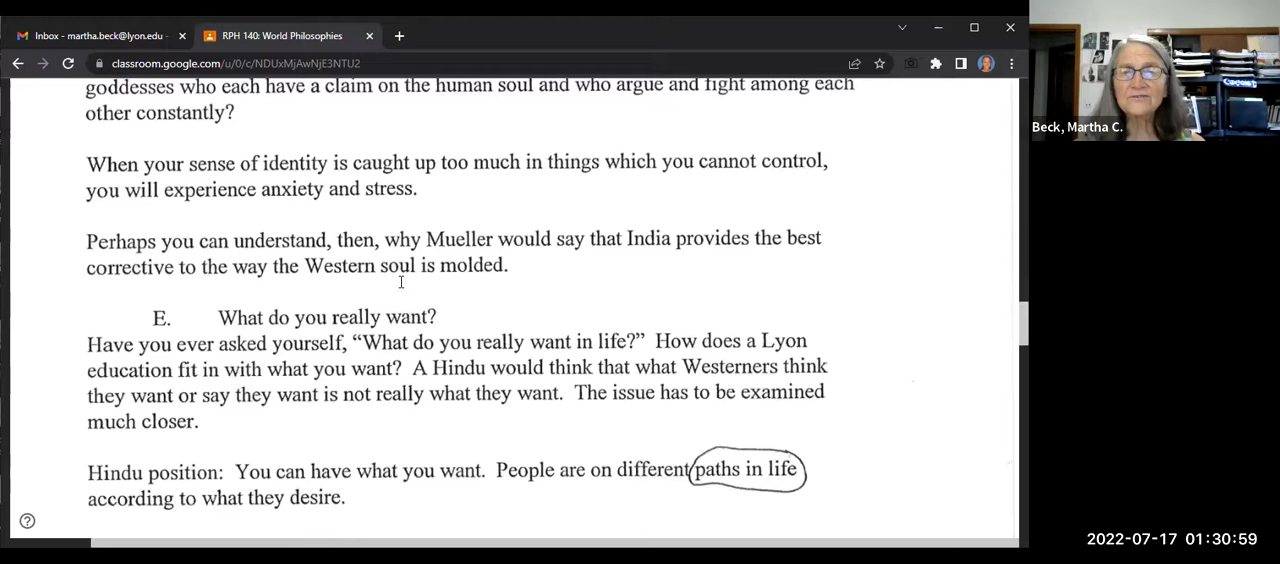 Inbox - martha.beck@lyon.edu -
RPH 140: World Philosophies
classroom.google.com/u/0/c/NDUxMjAwNjE3NTU2
goddesses who each have a claim on the human soul and who argue and fight among each
other constantly?
When your sense of identity is caught up too much in things which you cannot control,
you will experience anxiety and stress.
Perhaps you can understand, then, why Mueller would say that India provides the best
corrective to the way the Western soul is molded.
E. What do you really want?
Have you ever asked yourself, “What do you really want in life?” How does a Lyon
education fit in with what you want? A Hindu would think that what Westerners think
they want or say they want is not really what they want. The issue has to be examined
much closer.
Hindu position: You can have what you want. People are on different paths in life
according to what they desire.
Beck, Martha C.
2022-07-17 01:30:59